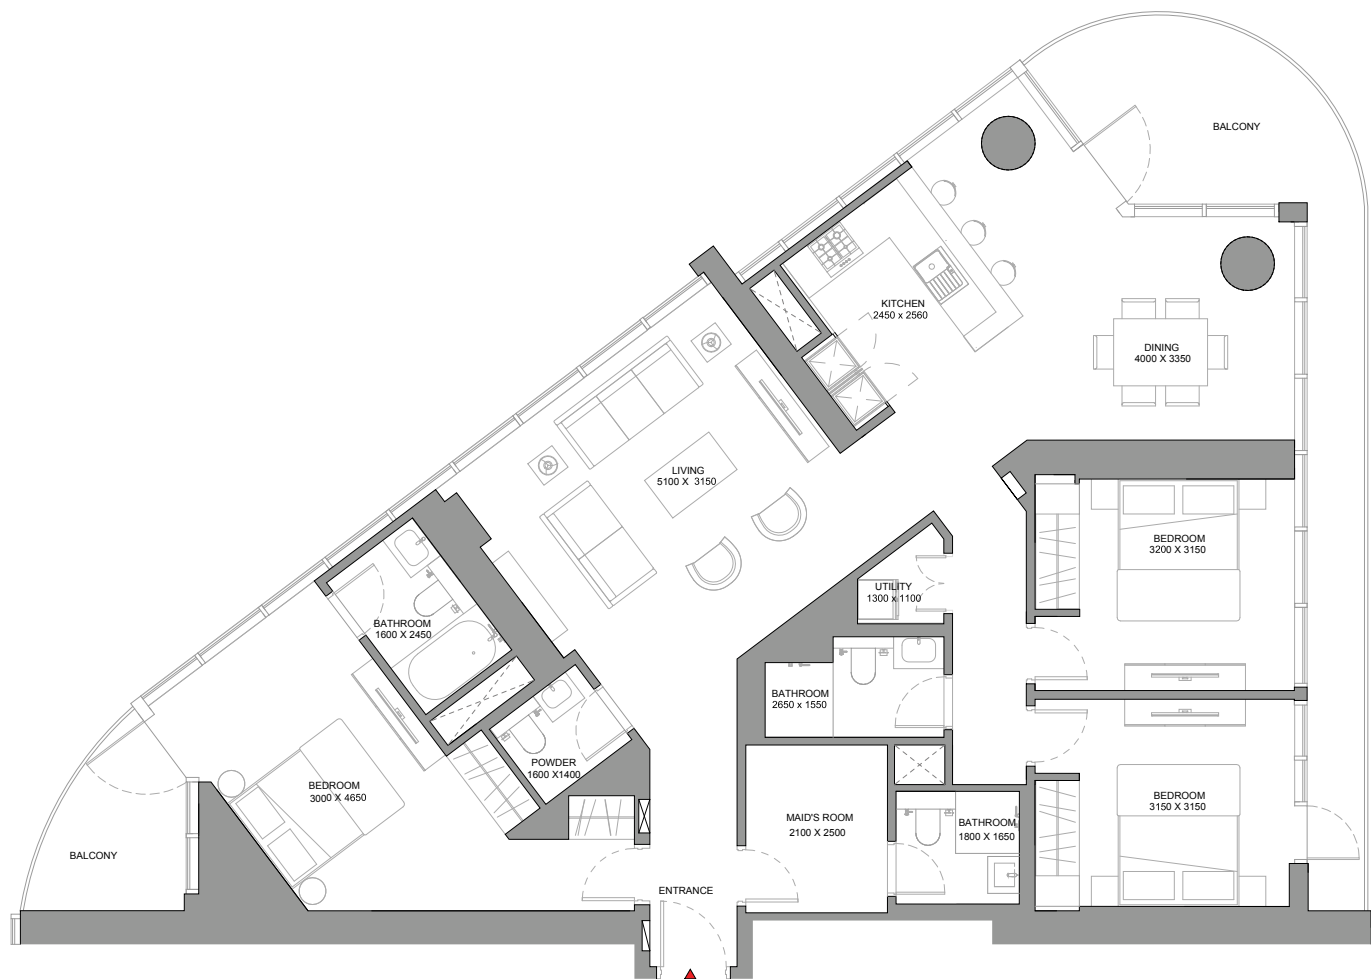 BALCONY
KITCHEN
2450 x 2560
DINING
4000 X 3350
LIVING
5100 X 3150
BEDROOM
3200 X 3150
UTILITY
1300 x 1100
BATHROOM
1600 X 2450
BATHROOM
2650 x 1550
POWDER
1600 X1400
BEDROOM
3000 X 4650
BEDROOM
3150 X 3150
MAID'S ROOM
2100 X 2500
BATHROOM
1800 X 1650
BALCONY
ENTRANCE